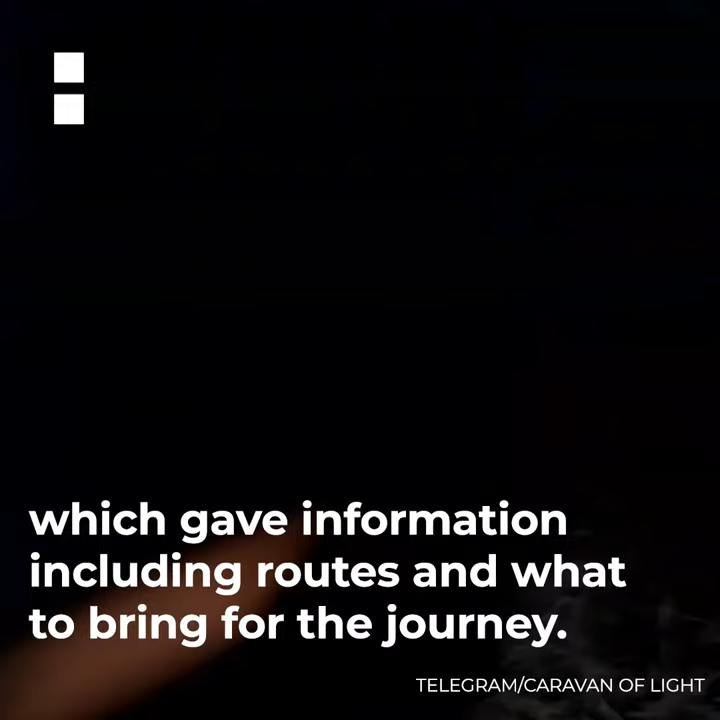 which gave information
including routes and what
to bring for the journey.
TELEGRAM/CARAVAN OF LIGHT